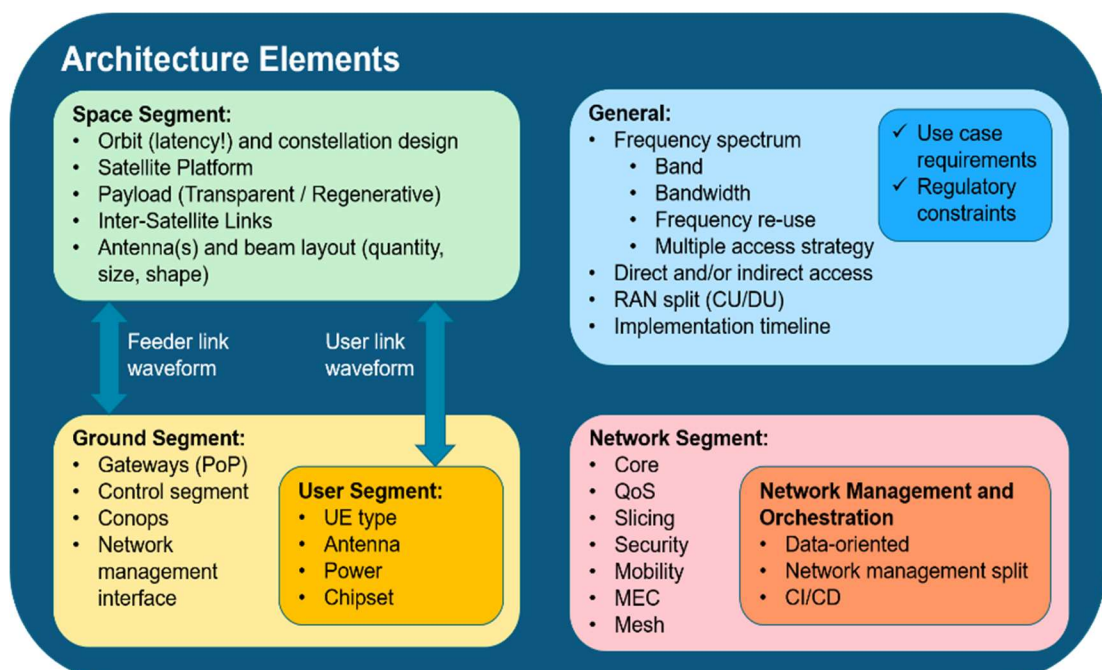 Architecture Elements
Space Segment:
• Orbit (latency!) and constellation design
• Satellite Platform
• Payload (Transparent / Regenerative)
• Inter-Satellite Links
• Antenna(s) and beam layout (quantity,
size, shape)
General:
• Frequency spectrum
• Band
• Bandwidth
• Frequency re-use
• Multiple access strategy
• Direct and/or indirect access
• RAN split (CU/DU)
• Implementation timeline
✓ Use case
requirements
✓ Regulatory
constraints
Feeder link
waveform
User link
waveform
Ground Segment:
• Gateways (PoP)
• Control segment
• Conops
• Network
management
interface
User Segment:
• UE type
• Antenna
• Power
• Chipset
Network Segment:
• Core
• QoS
• Slicing
• Security
• Mobility
• MEC
• Mesh
Network Management and
Orchestration
• Data-oriented
• Network management split
• CI/CD